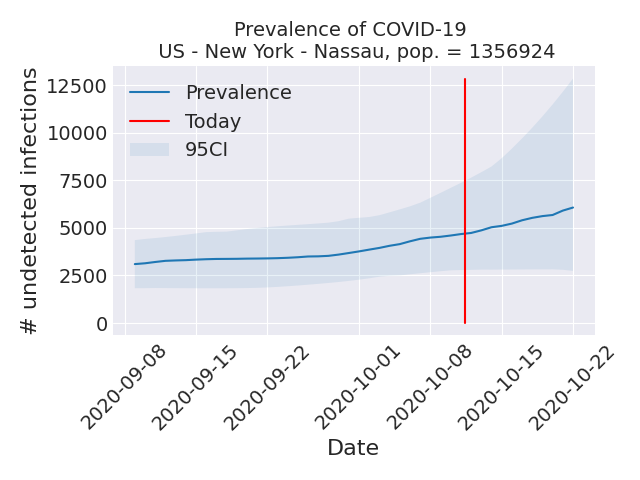 Prevalence of COVID-19
US - New York - Nassau, pop. = 1356924
# undetected infections
12500
10000
7500
5000
2500
0
Prevalence
Today
95CI
2020-09-08
2020-09-15
2020-09-22
2020-10-01
2020-10-08
2020-10-15
2020-10-22
Date